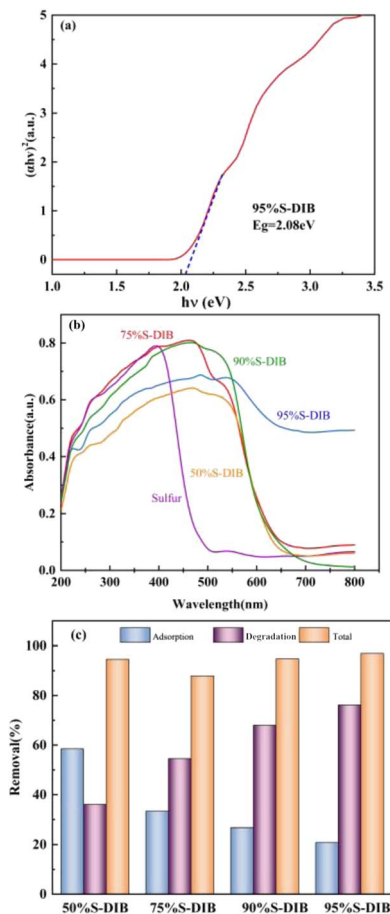 (a)
5
4
3
2
1
0
(αhν)²(a.u.)
95%S-DIB
Eg=2.08eV
1.0 1.5 2.0 2.5 3.0 3.5
hν (eV)
(b)
0.8
0.6
0.4
0.2
0.0
Absorbance(a.u)
75%S-DIB
90%S-DIB
95%S-DIB
50%S-DIB
Sulfur
200 300 400 500 600 700 800
Wavelength(nm)
(c)
Adsorption Degradation Total
100
80
60
40
20
0
Removal(%)
50%S-DIB 75%S-DIB 90%S-DIB 95%S-DIB